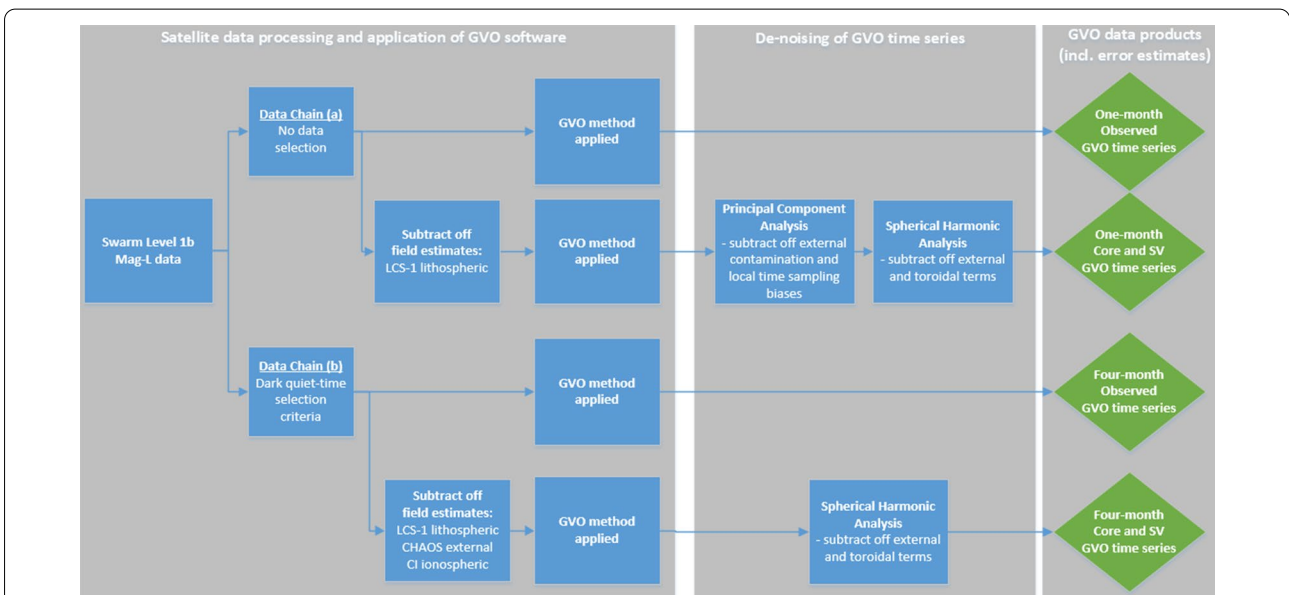 Satellite data processing and application of GVO software
De-noising of GVO time series
GVO data products
(incl. error estimates)
Data Chain (a)
No data
selection
GVO method
applied
One-month
Observed
GVO time series
Swarm Level 1b
Mag-L data
Subtract off
field estimates:
LCS-1 lithospheric
GVO method
applied
Principal Component
Analysis
- subtract off external
contamination and
local time sampling
biases
Spherical Harmonic
Analysis
- subtract off external
and toroidal terms
One-month
Core and SV
GVO time series
Data Chain (b)
Dark quiet-time
selection
criteria
GVO method
applied
Four-month
Observed
GVO time series
Subtract off
field estimates:
LCS-1 lithospheric
CHAOS external
CI ionospheric
GVO method
applied
Spherical Harmonic
Analysis
- subtract off external
and toroidal terms
Four-month
Core and SV
GVO time series